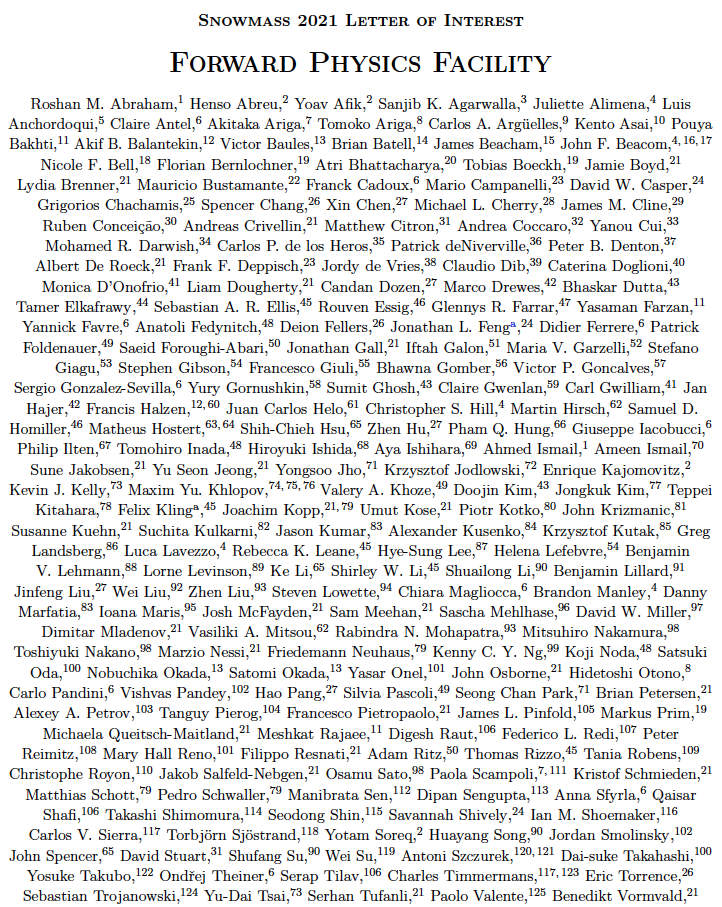 Snowmass 2021 Letter of Interest
Forward Physics Facility
Roshan M. Abraham,1 Henso Abreu,2 Yoav Afik,2 Sanjib K. Agarwalla,3 Juliette Alimena,4 Luis
Anchordoqui,5 Claire Antel,6 Akitaka Ariga,7 Tomoko Ariga,8 Carlos A. Argüelles,9 Kento Asai,10 Pouya
Bakhti,11 Akif B. Balantekin,12 Victor Baules,13 Brian Batell,14 James Beacham,15 John F. Beacom,4, 16, 17
Nicole F. Bell,18 Florian Bernlochner,19 Atri Bhattacharya,20 Tobias Boeckh,19 Jamie Boyd,21
Lydia Brenner,21 Mauricio Bustamante,22 Franck Cadoux,6 Mario Campanelli,23 David W. Casper,24
Grigorios Chachamis,25 Spencer Chang,26 Xin Chen,27 Michael L. Cherry,28 James M. Cline,29
Ruben Conceição,30 Andreas Crivellin,21 Matthew Citron,31 Andrea Coccaro,32 Yanou Cui,33
Mohamed R. Darwish,34 Carlos P. de los Heros,35 Patrick deNiverville,36 Peter B. Denton,37
Albert De Roeck,21 Frank F. Deppisch,23 Jordy de Vries,38 Claudio Dib,39 Caterina Doglioni,40
Monica D'Onofrio,41 Liam Dougherty,21 Candan Dozen,27 Marco Drewes,42 Bhaskar Dutta,43
Tamer Elkafrawy,44 Sebastian A. R. Ellis,45 Rouven Essig,46 Glennys R. Farrar,47 Yasaman Farzan,11
Yannick Favre,6 Anatoli Fedynitch,48 Deion Fellers,26 Jonathan L. Fenga,24 Didier Ferrere,6 Patrick
Foldenauer,49 Saeid Foroughi-Abari,50 Jonathan Gall,21 Iftah Galon,51 Maria V. Garzelli,52 Stefano
Giagu,53 Stephen Gibson,54 Francesco Giuli,55 Bhawna Gomber,56 Victor P. Goncalves,57
Sergio Gonzalez-Sevilla,6 Yury Gornushkin,58 Sumit Ghosh,43 Claire Gwenlan,59 Carl Gwilliam,41 Jan
Hajer,42 Francis Halzen,12, 60 Juan Carlos Helo,61 Christopher S. Hill,4 Martin Hirsch,62 Samuel D.
Homiller,46 Matheus Hostert,63, 64 Shih-Chieh Hsu,65 Zhen Hu,27 Pham Q. Hung,66 Giuseppe Iacobucci,6
Philip Ilten,67 Tomohiro Inada,48 Hiroyuki Ishida,68 Aya Ishihara,69 Ahmed Ismail,1 Ameen Ismail,70
Sune Jakobsen,21 Yu Seon Jeong,21 Yongsoo Jho,71 Krzysztof Jodlowski,72 Enrique Kajomovitz,2
Kevin J. Kelly,73 Maxim Yu. Khlopov,74, 75, 76 Valery A. Khoze,49 Doojin Kim,43 Jongkuk Kim,77 Teppei
Kitahara,78 Felix Klinga,45 Joachim Kopp,21, 79 Umut Kose,21 Piotr Kotko,80 John Krizmanic,81
Susanne Kuehn,21 Suchita Kulkarni,82 Jason Kumar,83 Alexander Kusenko,84 Krzysztof Kutak,85 Greg
Landsberg,86 Luca Lavezzo,4 Rebecca K. Leane,45 Hye-Sung Lee,87 Helena Lefebvre,54 Benjamin
V. Lehmann,88 Lorne Levinson,89 Ke Li,65 Shirley W. Li,45 Shuailong Li,90 Benjamin Lillard,91
Jinfeng Liu,27 Wei Liu,92 Zhen Liu,93 Steven Lowette,94 Chiara Magliocca,6 Brandon Manley,4 Danny
Marfatia,83 Ioana Maris,95 Josh McFayden,21 Sam Meehan,21 Sascha Mehlhase,96 David W. Miller,97
Dimitar Mladenov,21 Vasiliki A. Mitsou,62 Rabindra N. Mohapatra,93 Mitsuhiro Nakamura,98
Toshiyuki Nakano,98 Marzio Nessi,21 Friedemann Neuhaus,79 Kenny C. Y. Ng,99 Koji Noda,48 Satsuki
Oda,100 Nobuchika Okada,13 Satomi Okada,13 Yasar Onel,101 John Osborne,21 Hidetoshi Otono,8
Carlo Pandini,6 Vishvas Pandey,102 Hao Pang,27 Silvia Pascoli,49 Seong Chan Park,71 Brian Petersen,21
Alexey A. Petrov,103 Tanguy Pierog,104 Francesco Pietropaolo,21 James L. Pinfold,105 Markus Prim,19
Michaela Queitsch-Maitland,21 Meshkat Rajaee,11 Digesh Raut,106 Federico L. Redi,107 Peter
Reimitz,108 Mary Hall Reno,101 Filippo Resnati,21 Adam Ritz,50 Thomas Rizzo,45 Tania Robens,109
Christophe Royon,110 Jakob Salfeld-Nebgen,21 Osamu Sato,98 Paola Scampoli,7, 111 Kristof Schmieden,21
Matthias Schott,79 Pedro Schwaller,79 Manibrata Sen,112 Dipan Sengupta,113 Anna Sfyrla,6 Qaisar
Shafi,106 Takashi Shimomura,114 Seodong Shin,115 Savannah Shively,24 Ian M. Shoemaker,116
Carlos V. Sierra,117 Torbjörn Sjöstrand,118 Yotam Soreq,2 Huayang Song,90 Jordan Smolinsky,102
John Spencer,65 David Stuart,31 Shufang Su,90 Wei Su,119 Antoni Szczurek,120, 121 Dai-suke Takahashi,100
Yosuke Takubo,122 Ondřej Theiner,6 Serap Tilav,106 Charles Timmermans,117, 123 Eric Torrence,26
Sebastian Trojanowski,124 Yu-Dai Tsai,73 Serhan Tufanli,21 Paolo Valente,125 Benedikt Vormvald,21